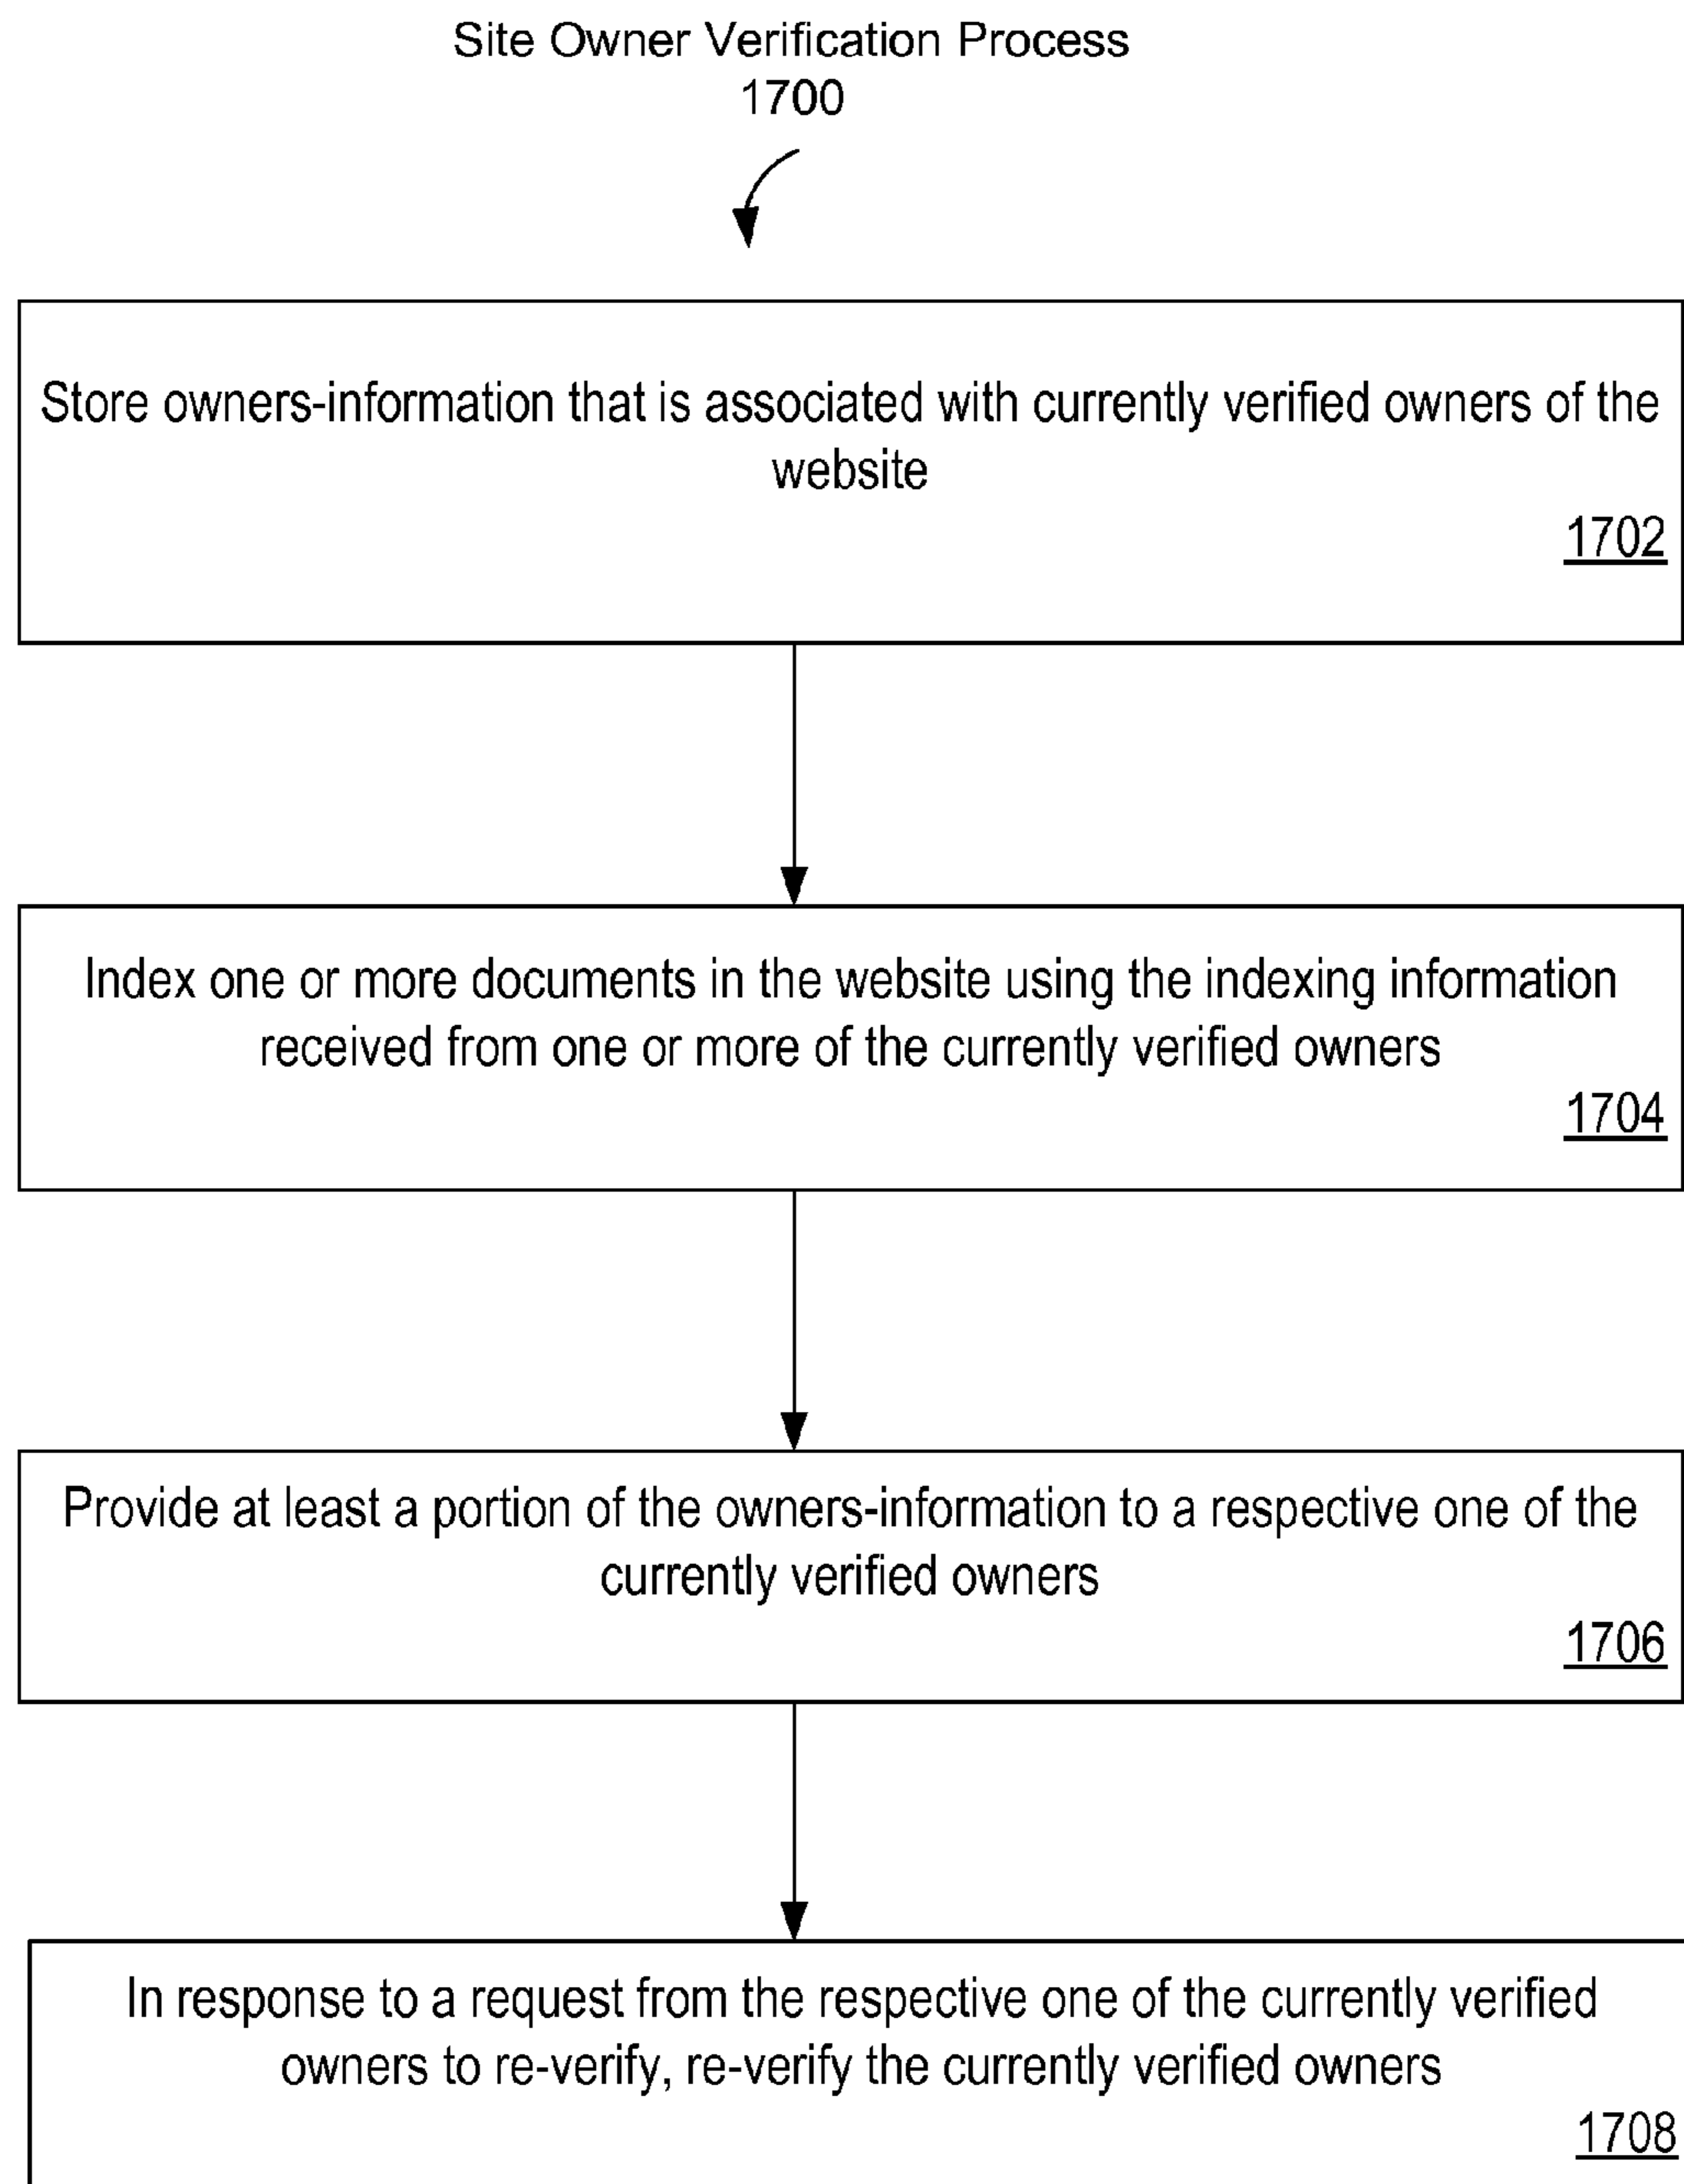 Site Owner Verification Process
1700
Store owners-information that is associated with currently verified owners of the
website
1702
Index one or more documents in the website using the indexing information
received from one or more of the currently verified owners
1704
Provide at least a portion of the owners-information to a respective one of the
currently verified owners
1706
In response to a request from the respective one of the currently verified
owners to re-verify, re-verify the currently verified owners
1708